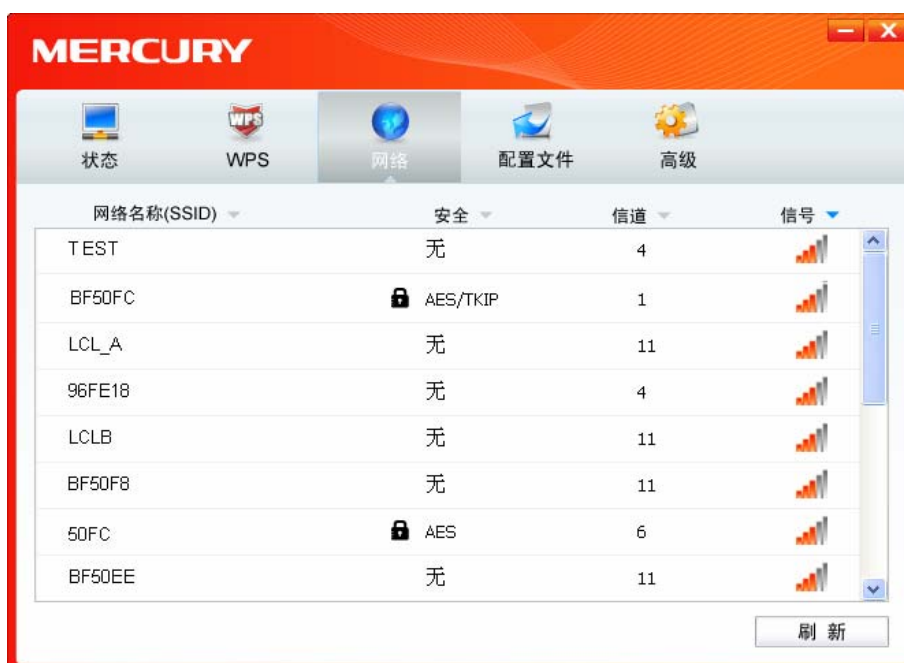 MERCURY
状态 WPS 网络 配置文件 高级
网络名称(SSID) 安全 信道 信号
TEST 无 4
BF50FC AES/TKIP 1
LCL_A 无 11
96FE18 无 4
LCLB 无 11
BF50F8 无 11
50FC AES 6
BF50EE 无 11
刷 新